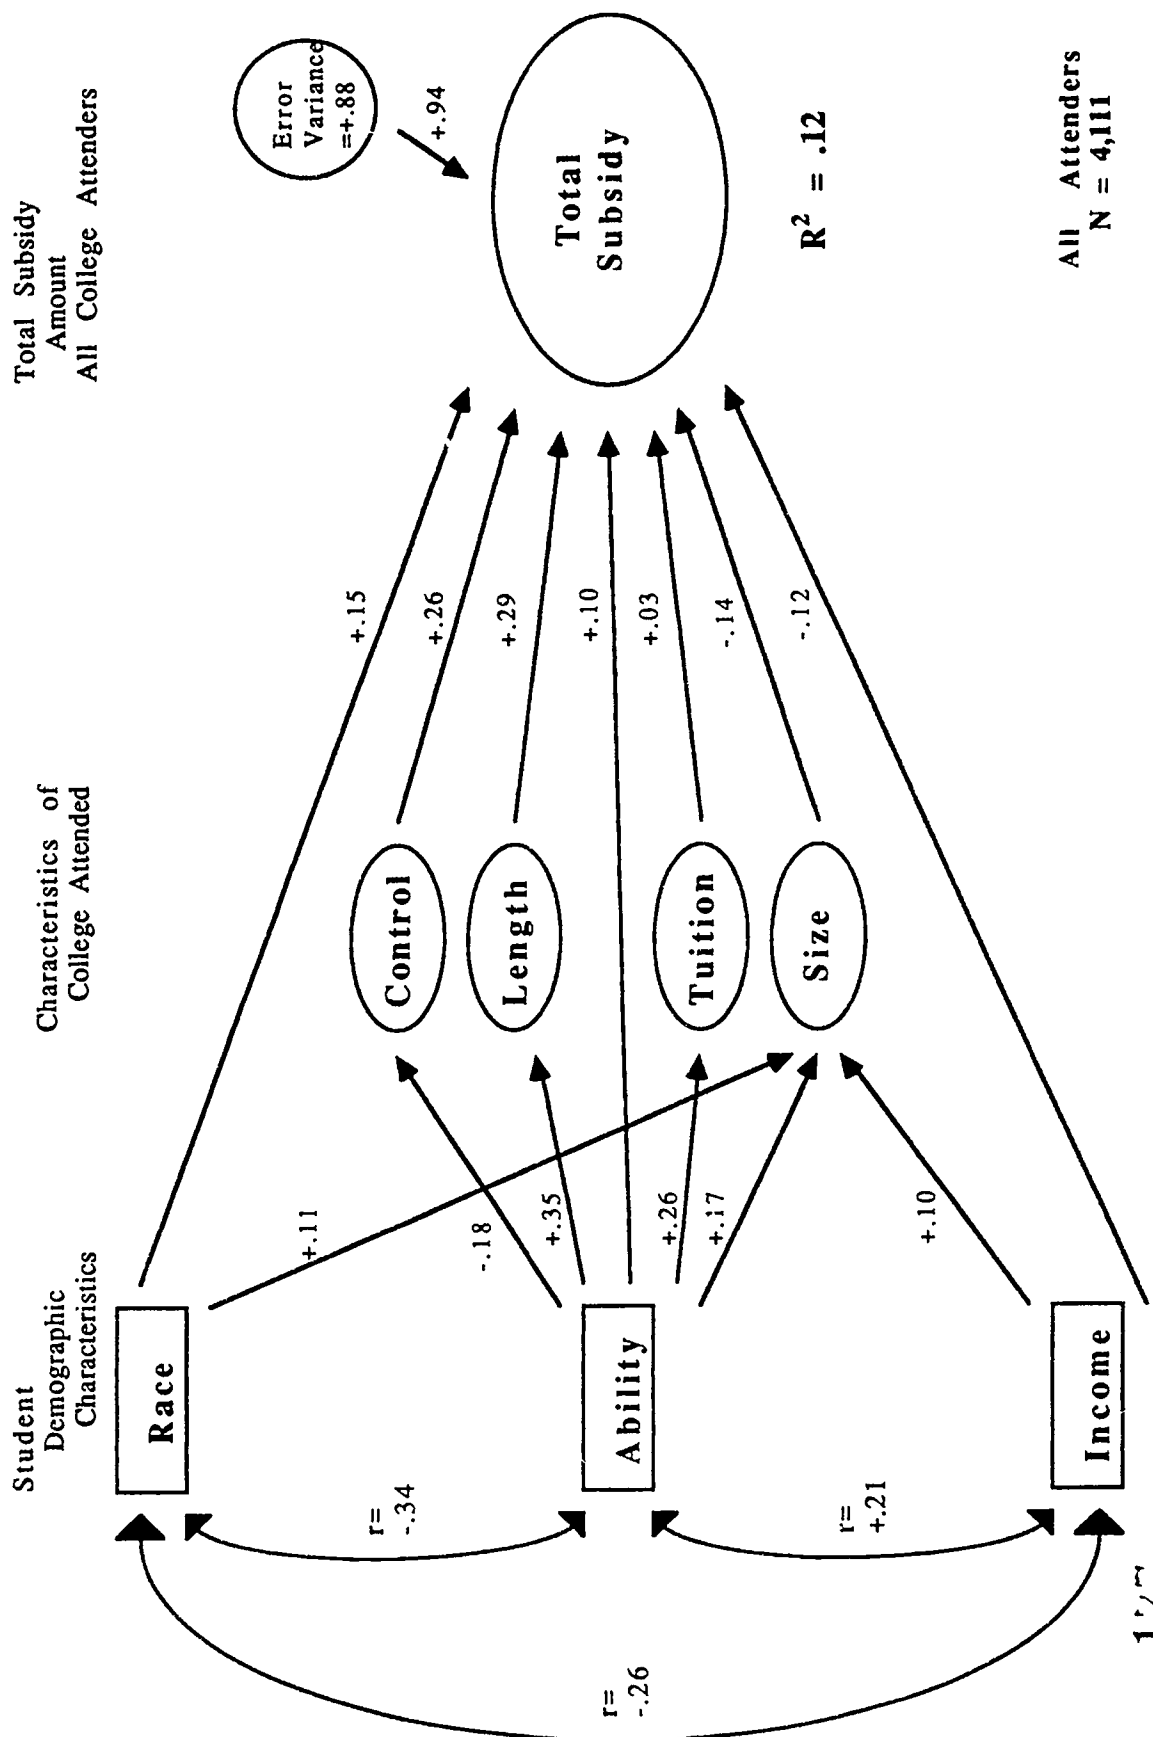 Student
Demographic
Characteristics
Characteristics of
College Attended
Total Subsidy
Amount
All College Attenders
Race
Ability
Income
r=
-.34
r=
+.21
r=
-.26
+.11
-.18
+.35
+.26
+.17
+.10
Control
Length
Tuition
Size
+.15
+.26
+.29
+.10
+.03
-.14
-.12
Error
Variance
=+.88
+.94
Total
Subsidy
R² = .12
All Attenders
N = 4,111